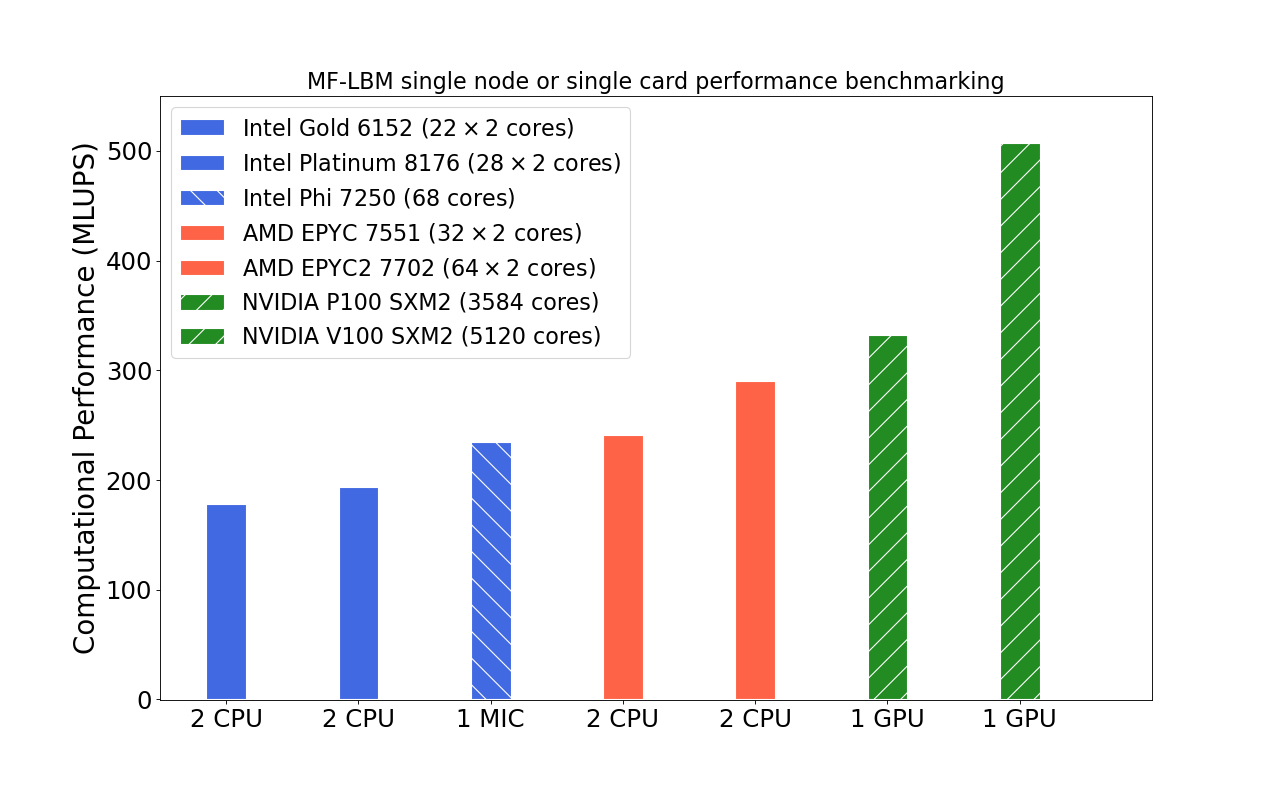 MF-LBM single node or single card performance benchmarking
Computational Performance (MLUPS)
500
400
300
200
100
0
Intel Gold 6152 (22 × 2 cores)
Intel Platinum 8176 (28 × 2 cores)
Intel Phi 7250 (68 cores)
AMD EPYC 7551 (32 × 2 cores)
AMD EPYC2 7702 (64 × 2 cores)
NVIDIA P100 SXM2 (3584 cores)
NVIDIA V100 SXM2 (5120 cores)
2 CPU 2 CPU 1 MIC 2 CPU 2 CPU 1 GPU 1 GPU